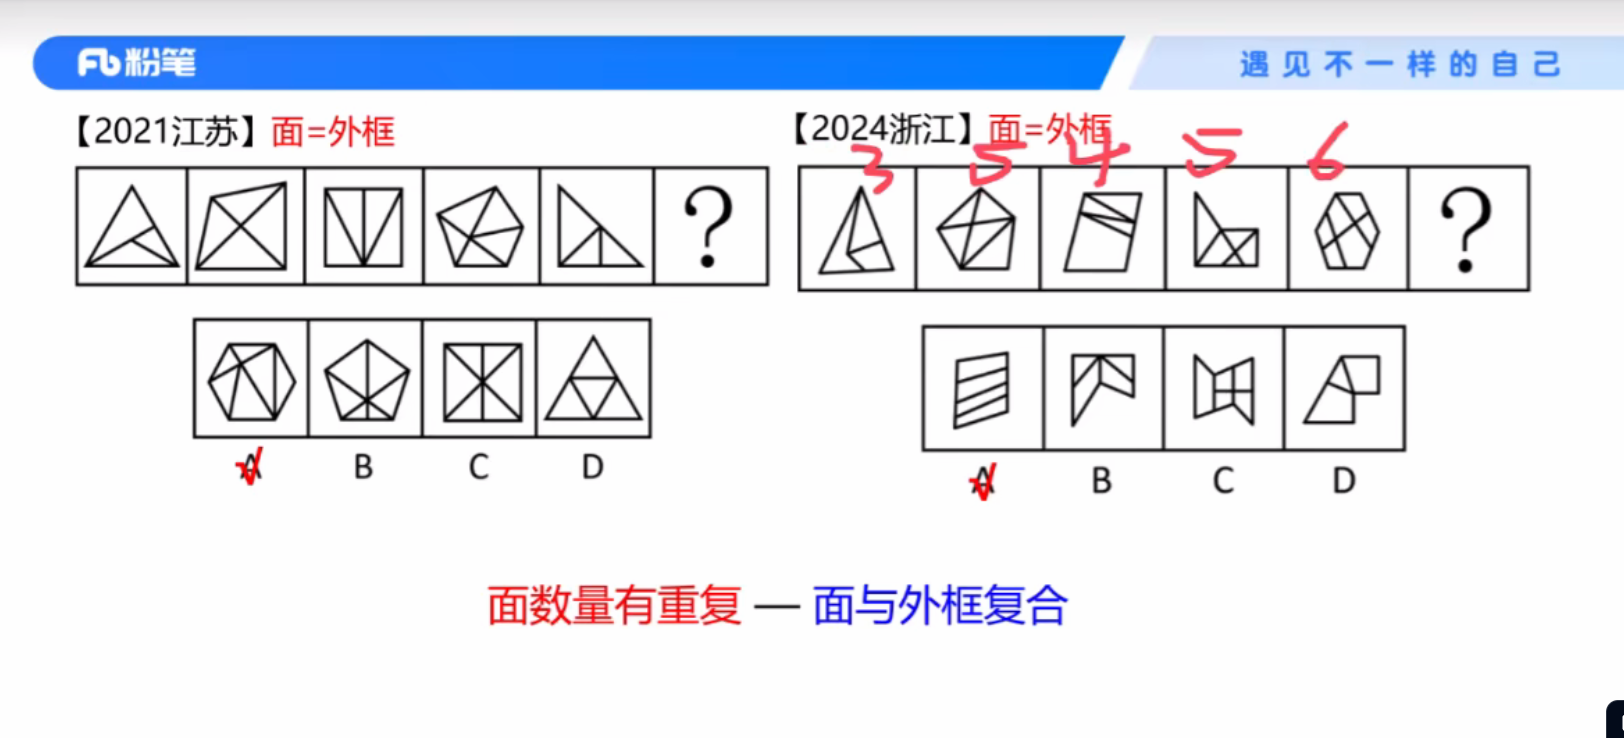 粉笔
遇见不一样的自己
【2021江苏】面=外框
【2024浙江】面=外框
3 5 4 5 6
?
?
A B C D
A B C D
面数量有重复 — 面与外框复合